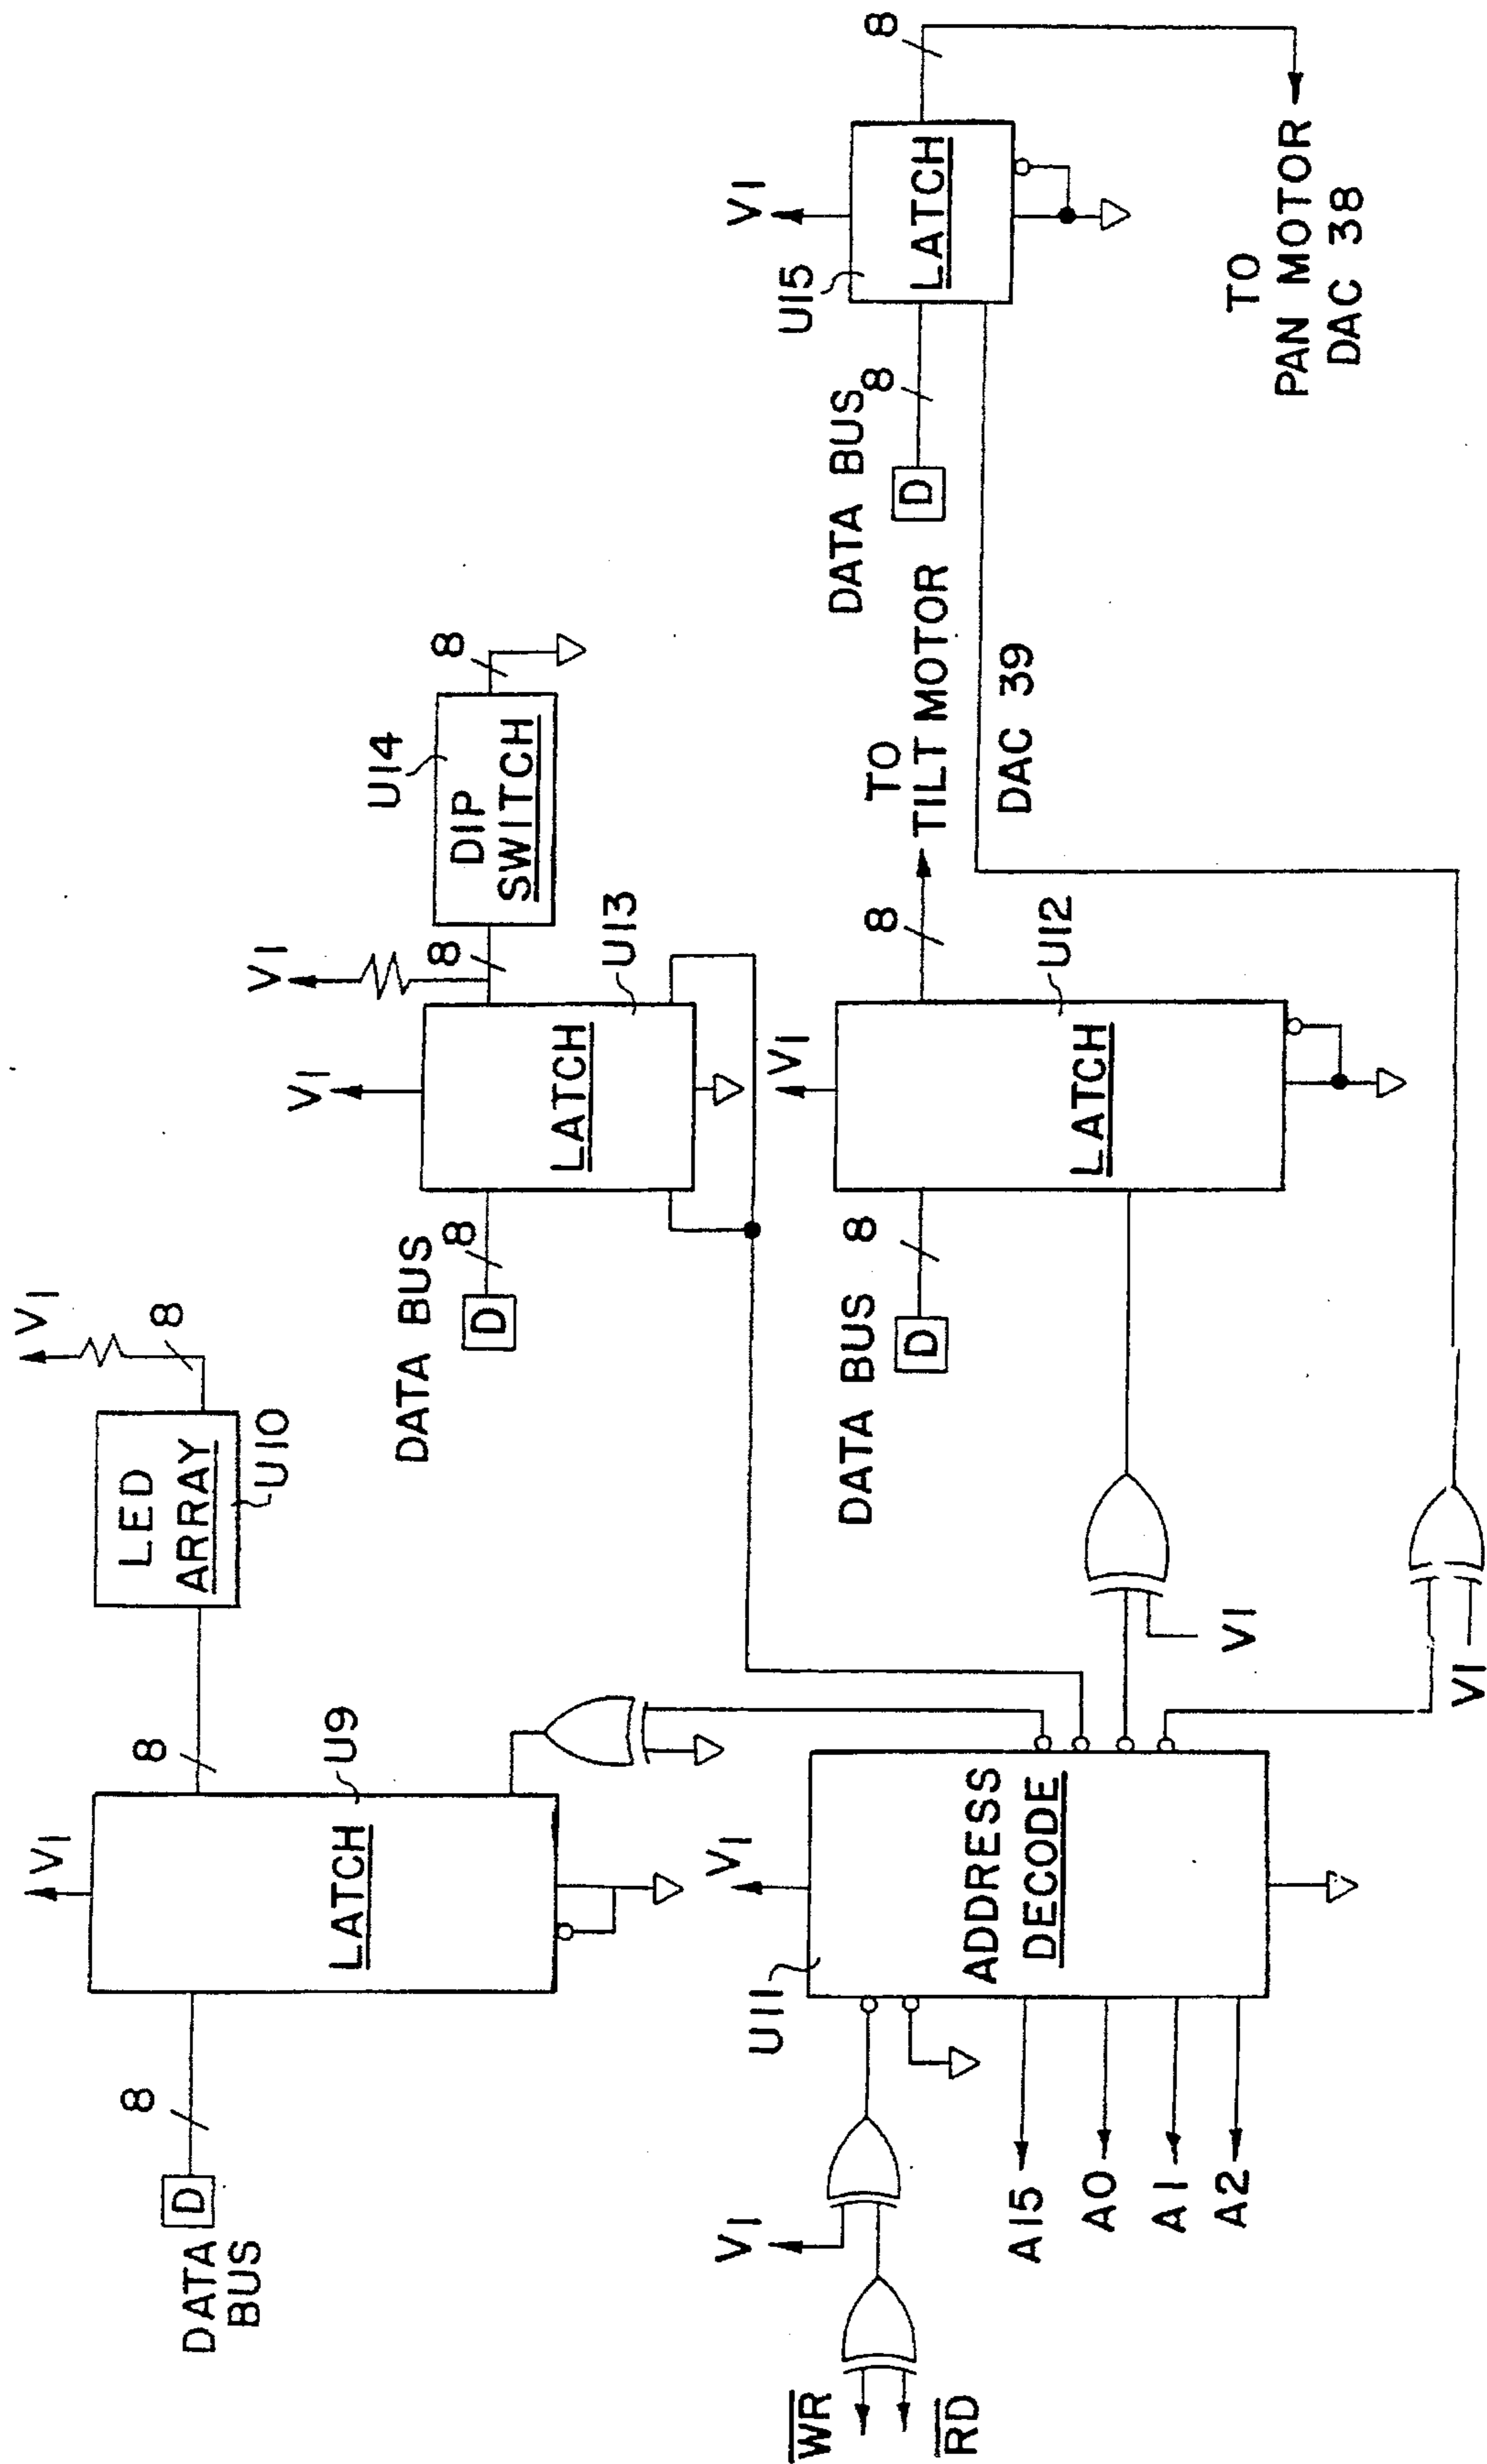 V1
8
LED
ARRAY
U10
8
V1
LATCH
U9
8
D
DATA
BUS
V1
8
DIP
SWITCH
U14
8
V1
LATCH
U13
DATA BUS
8
D
V1
LATCH
U12
8
TO
TILT MOTOR
DAC 39
DATA BUS
8
D
V1
LATCH
U15
8
DATA BUS
8
D
TO
PAN MOTOR
DAC 38
V1
ADDRESS
DECODE
U11
V1
V1
V1
WR
RD
A15
A0
A1
A2